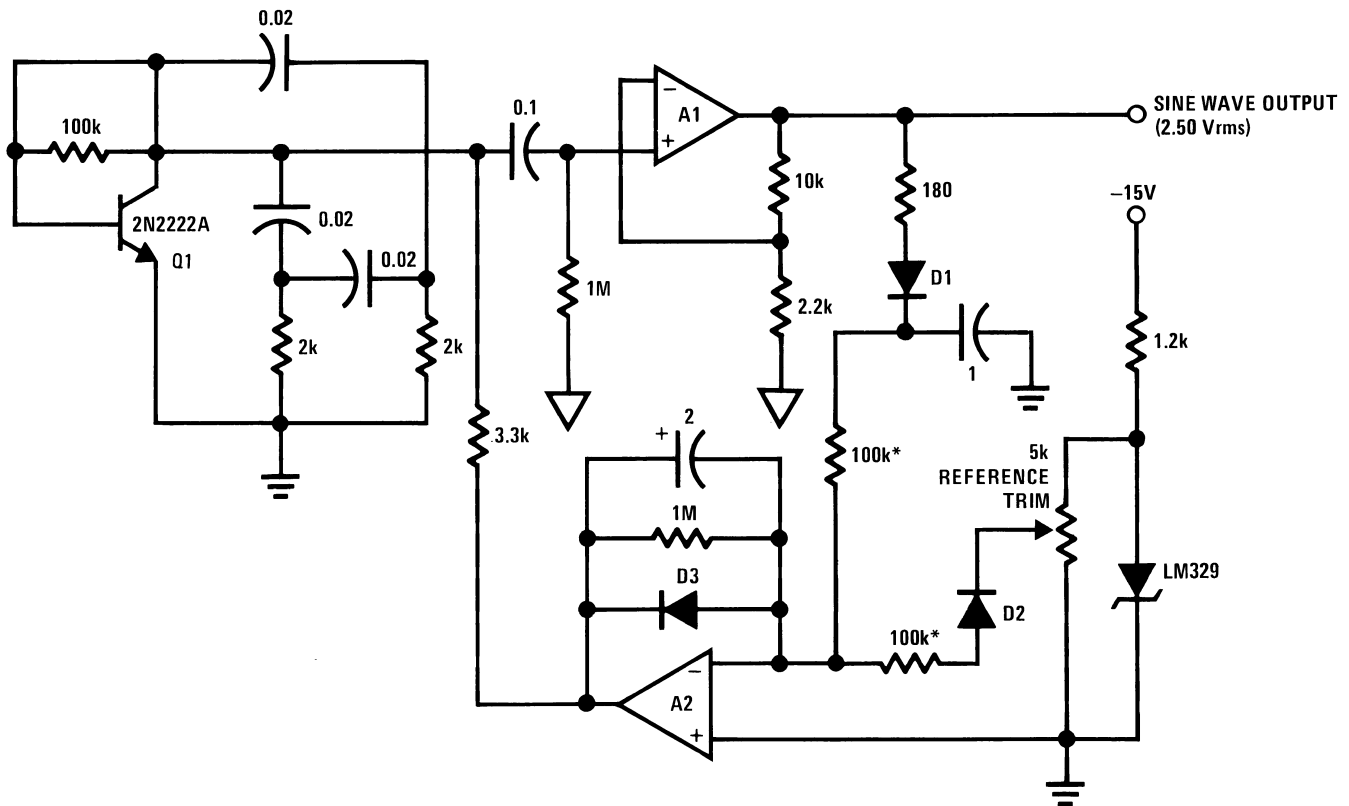 0.02
100k
2N2222A
Q1
0.02
0.02
2k
2k
0.1
1M
3.3k
A1
−
+
10k
2.2k
180
D1
1
SINE WAVE OUTPUT
(2.50 Vrms)
−15V
1.2k
5k
REFERENCE
TRIM
LM329
D2
100k*
100k*
+
2
1M
D3
A2
−
+